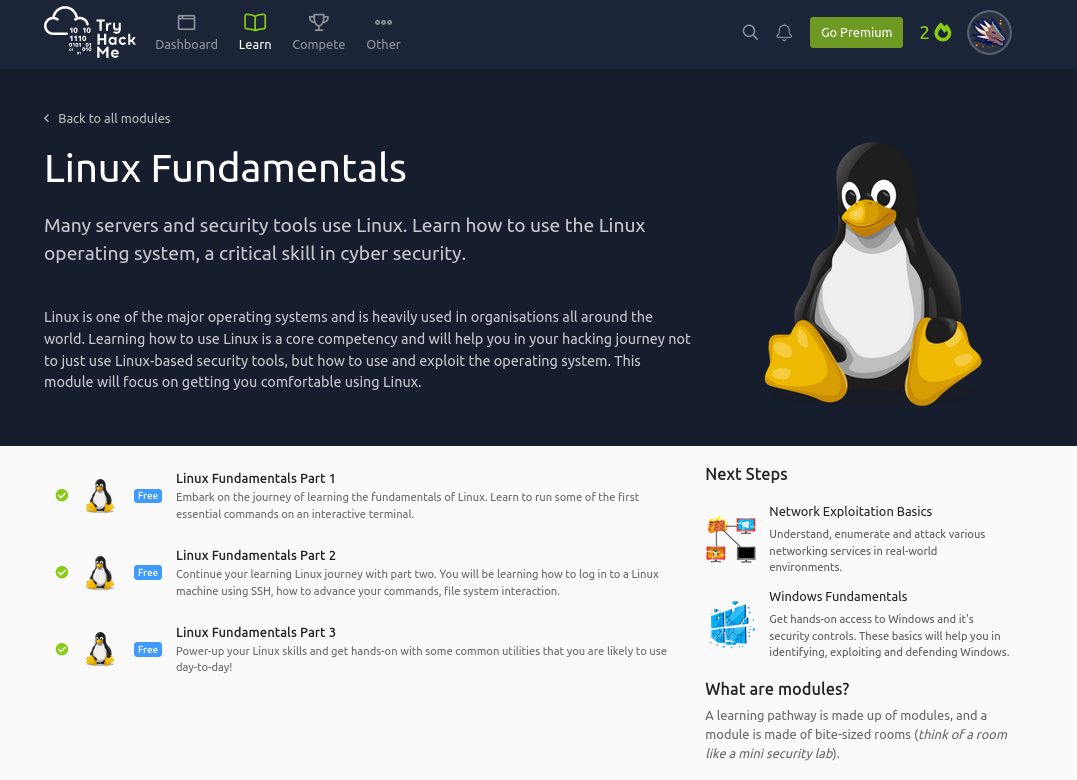 Try
Hack
Me
10 10
1110
0101 01
Dashboard
Learn
Compete
Other
Go Premium
2
Back to all modules
Linux Fundamentals
Many servers and security tools use Linux. Learn how to use the Linux
operating system, a critical skill in cyber security.
Linux is one of the major operating systems and is heavily used in organisations all around the
world. Learning how to use Linux is a core competency and will help you in your hacking journey not
to just use Linux-based security tools, but how to use and exploit the operating system. This
module will focus on getting you comfortable using Linux.
Free
Linux Fundamentals Part 1
Embark on the journey of learning the fundamentals of Linux. Learn to run some of the first
essential commands on an interactive terminal.
Free
Linux Fundamentals Part 2
Continue your learning Linux journey with part two. You will be learning how to log in to a Linux
machine using SSH, how to advance your commands, file system interaction.
Free
Linux Fundamentals Part 3
Power-up your Linux skills and get hands-on with some common utilities that you are likely to use
day-to-day!
Next Steps
Network Exploitation Basics
Understand, enumerate and attack various
networking services in real-world
environments.
Windows Fundamentals
Get hands-on access to Windows and it's
security controls. These basics will help you in
identifying, exploiting and defending Windows.
What are modules?
A learning pathway is made up of modules, and a
module is made of bite-sized rooms (think of a room
like a mini security lab).